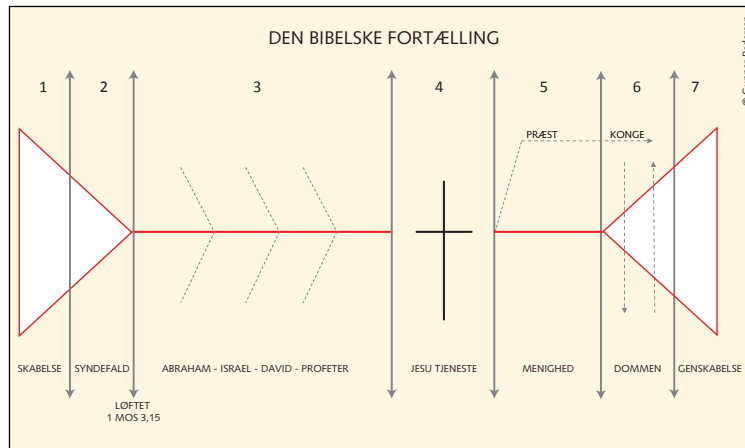 DEN BIBELSKE FORTÆLLING
1 2 3 4 5 6 7
PRÆST KONGE
SKABELSE SYNDEFALD ABRAHAM - ISRAEL - DAVID - PROFETER JESU TJENESTE MENIGHED DOMMEN GENSKABELSE
LØFTET
1 MOS 3,15